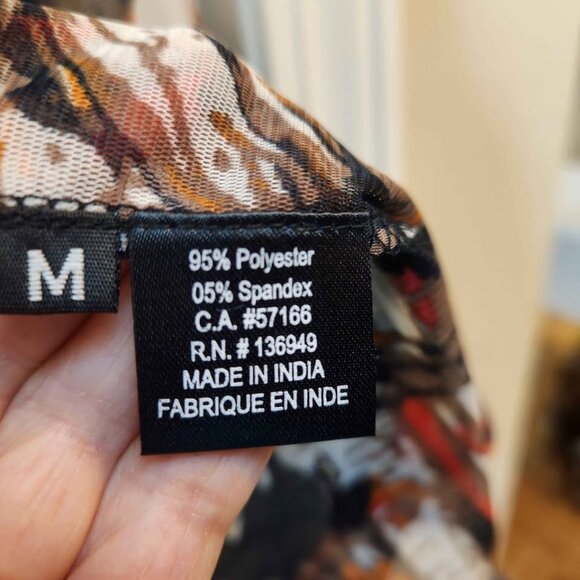 M
95% Polyester
05% Spandex
C.A. #57166
R.N. # 136949
MADE IN INDIA
FABRIQUE EN INDE